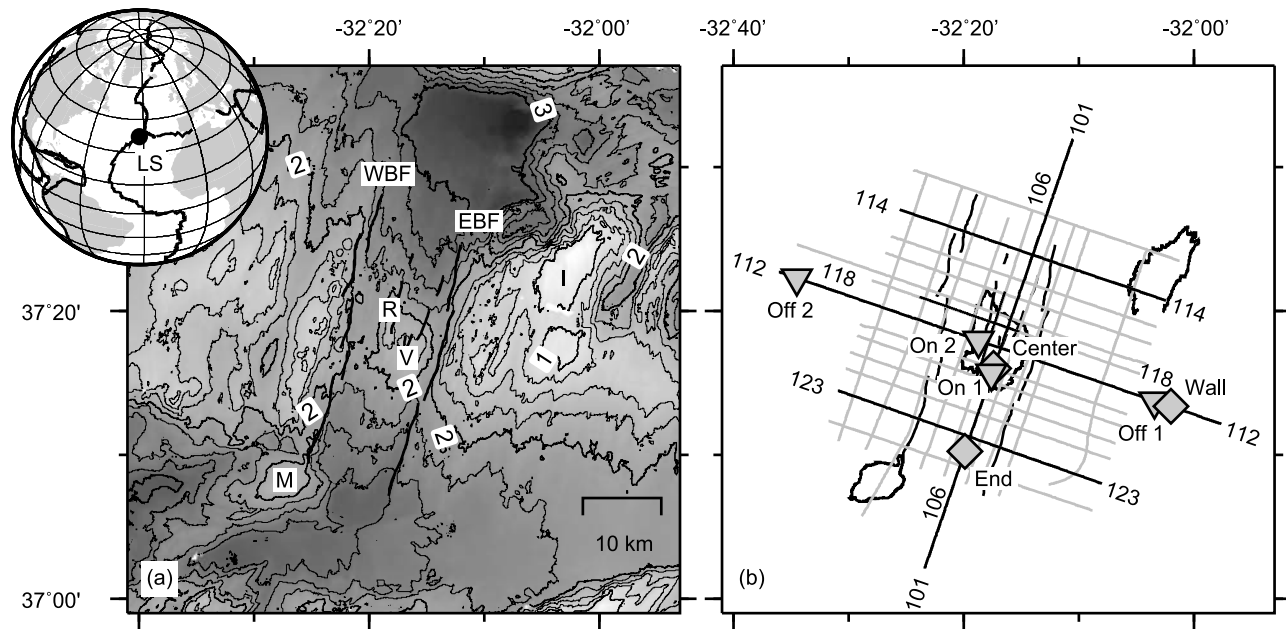 -32°20' -32°00' -32°40' -32°20' -32°00'
LS
3
2
WBF
EBF
101
106
114
2
I
112
118
Off 2
114
37°20'
R
V
1
2
2
2
On 2
Center
On 1
118
Wall
Off 1
112
123
M
End
123
106
10 km
(a)
(b)
101
37°00'